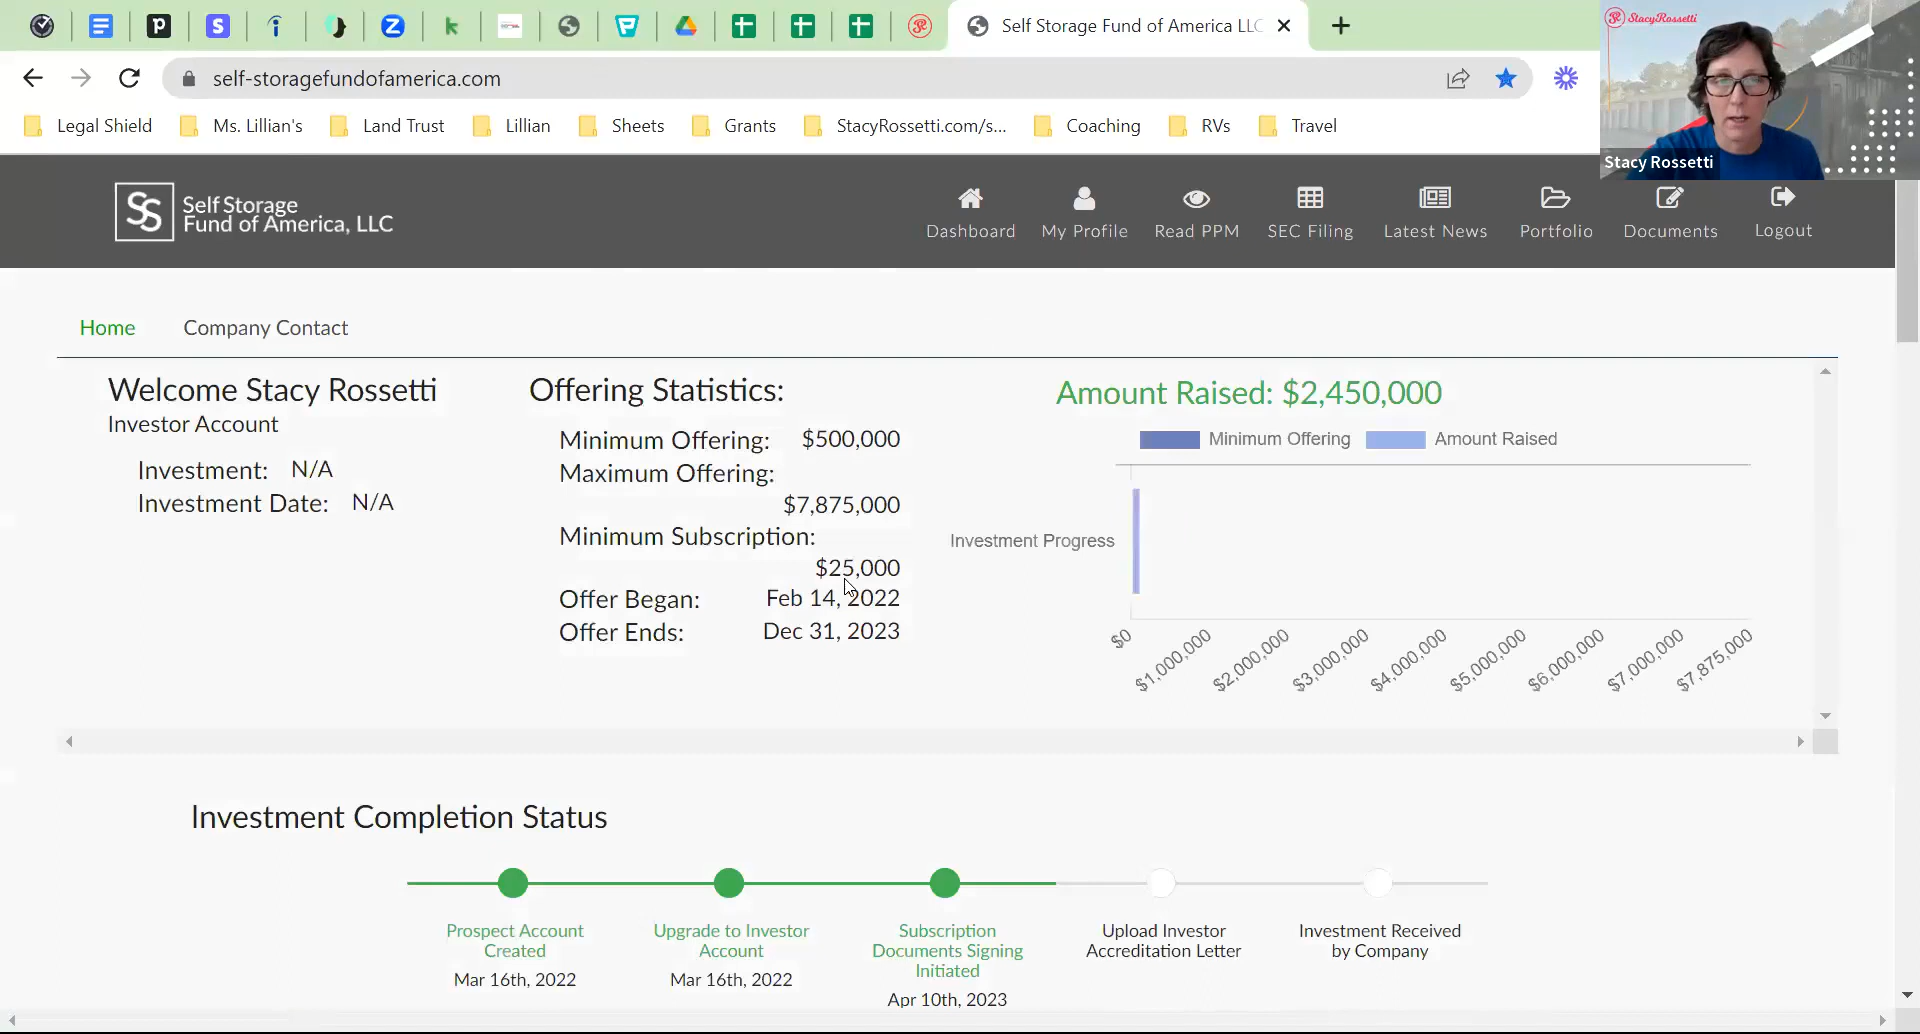 Self Storage Fund of America LLC
self-storagefundofamerica.com
Legal Shield
Ms. Lillian's
Land Trust
Lillian
Sheets
Grants
StacyRossetti.com/s...
Coaching
RVs
Travel
StacyRossetti
Stacy Rossetti
SS
Self Storage
Fund of America, LLC
Dashboard
My Profile
Read PPM
SEC Filing
Latest News
Portfolio
Documents
Logout
Home
Company Contact
Welcome Stacy Rossetti
Investor Account
Investment: N/A
Investment Date: N/A
Offering Statistics:
Minimum Offering: $500,000
Maximum Offering:
$7,875,000
Minimum Subscription:
$25,000
Offer Began: Feb 14, 2022
Offer Ends: Dec 31, 2023
Amount Raised: $2,450,000
Minimum Offering
Amount Raised
Investment Progress
$0
$1,000,000
$2,000,000
$3,000,000
$4,000,000
$5,000,000
$6,000,000
$7,000,000
$7,875,000
Investment Completion Status
Prospect Account
Created
Mar 16th, 2022
Upgrade to Investor
Account
Mar 16th, 2022
Subscription
Documents Signing
Initiated
Apr 10th, 2023
Upload Investor
Accreditation Letter
Investment Received
by Company